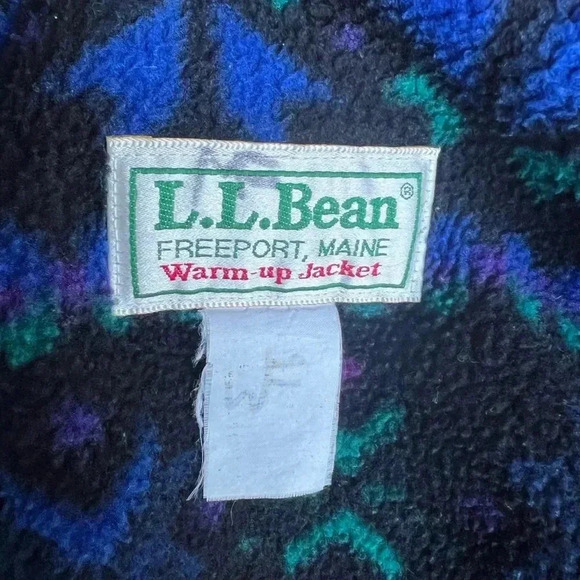 L.L.Bean®
FREEPORT, MAINE
Warm-up Jacket